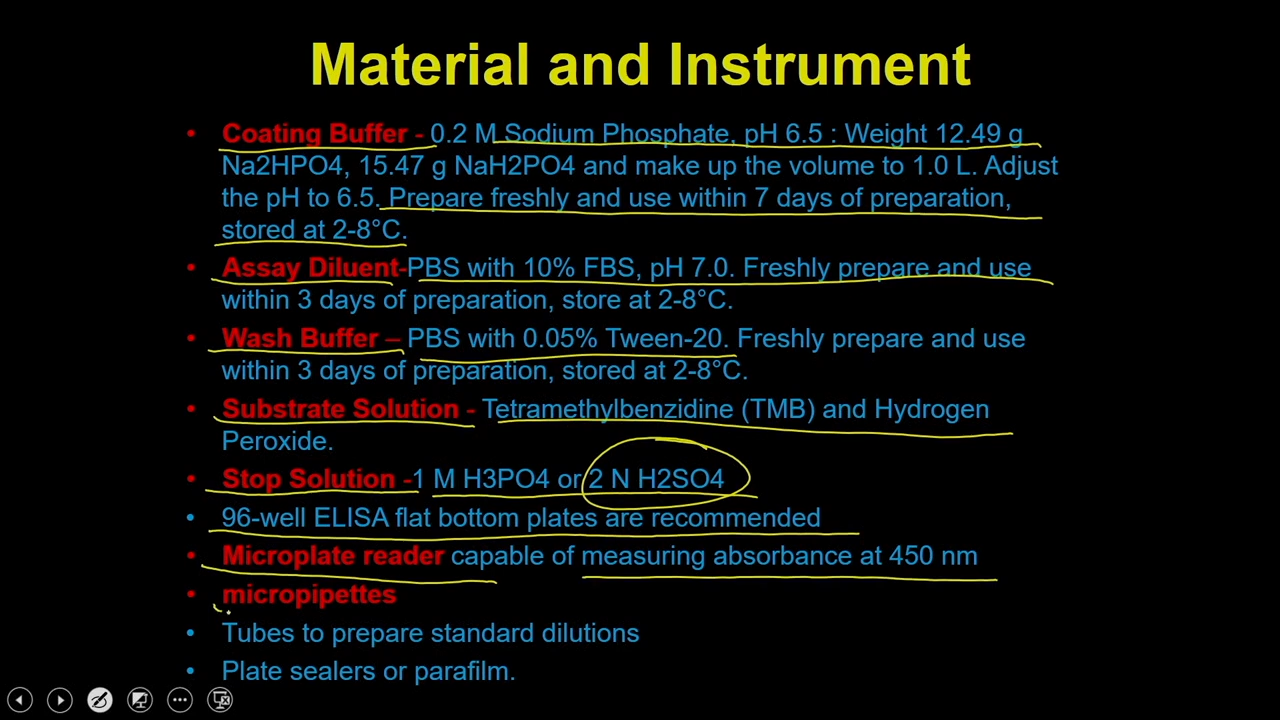 Material and Instrument
• Coating Buffer - 0.2 M Sodium Phosphate, pH 6.5 : Weight 12.49 g
Na2HPO4, 15.47 g NaH2PO4 and make up the volume to 1.0 L. Adjust
the pH to 6.5. Prepare freshly and use within 7 days of preparation,
stored at 2-8°C.
• Assay Diluent-PBS with 10% FBS, pH 7.0. Freshly prepare and use
within 3 days of preparation, store at 2-8°C.
• Wash Buffer – PBS with 0.05% Tween-20. Freshly prepare and use
within 3 days of preparation, stored at 2-8°C.
• Substrate Solution - Tetramethylbenzidine (TMB) and Hydrogen
Peroxide.
• Stop Solution -1 M H3PO4 or 2 N H2SO4
• 96-well ELISA flat bottom plates are recommended
• Microplate reader capable of measuring absorbance at 450 nm
• micropipettes
• Tubes to prepare standard dilutions
• Plate sealers or parafilm.